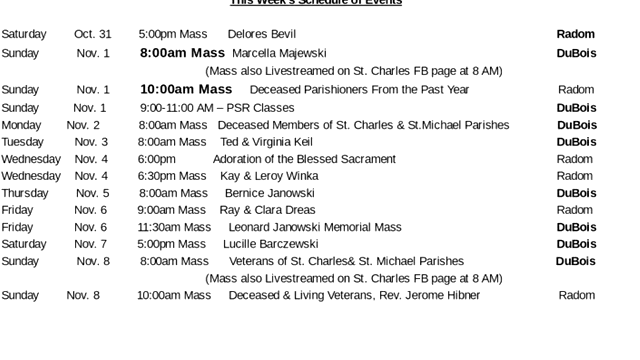 This Week's Schedule of Events
Saturday Oct. 31 5:00pm Mass Delores Bevil Radom
Sunday Nov. 1 8:00am Mass Marcella Majewski DuBois
(Mass also Livestreamed on St. Charles FB page at 8 AM)
Sunday Nov. 1 10:00am Mass Deceased Parishioners From the Past Year Radom
Sunday Nov. 1 9:00-11:00 AM – PSR Classes DuBois
Monday Nov. 2 8:00am Mass Deceased Members of St. Charles & St.Michael Parishes DuBois
Tuesday Nov. 3 8:00am Mass Ted & Virginia Keil DuBois
Wednesday Nov. 4 6:00pm Adoration of the Blessed Sacrament Radom
Wednesday Nov. 4 6:30pm Mass Kay & Leroy Winka Radom
Thursday Nov. 5 8:00am Mass Bernice Janowski DuBois
Friday Nov. 6 9:00am Mass Ray & Clara Dreas Radom
Friday Nov. 6 11:30am Mass Leonard Janowski Memorial Mass DuBois
Saturday Nov. 7 5:00pm Mass Lucille Barczewski DuBois
Sunday Nov. 8 8:00am Mass Veterans of St. Charles& St. Michael Parishes DuBois
(Mass also Livestreamed on St. Charles FB page at 8 AM)
Sunday Nov. 8 10:00am Mass Deceased & Living Veterans, Rev. Jerome Hibner Radom